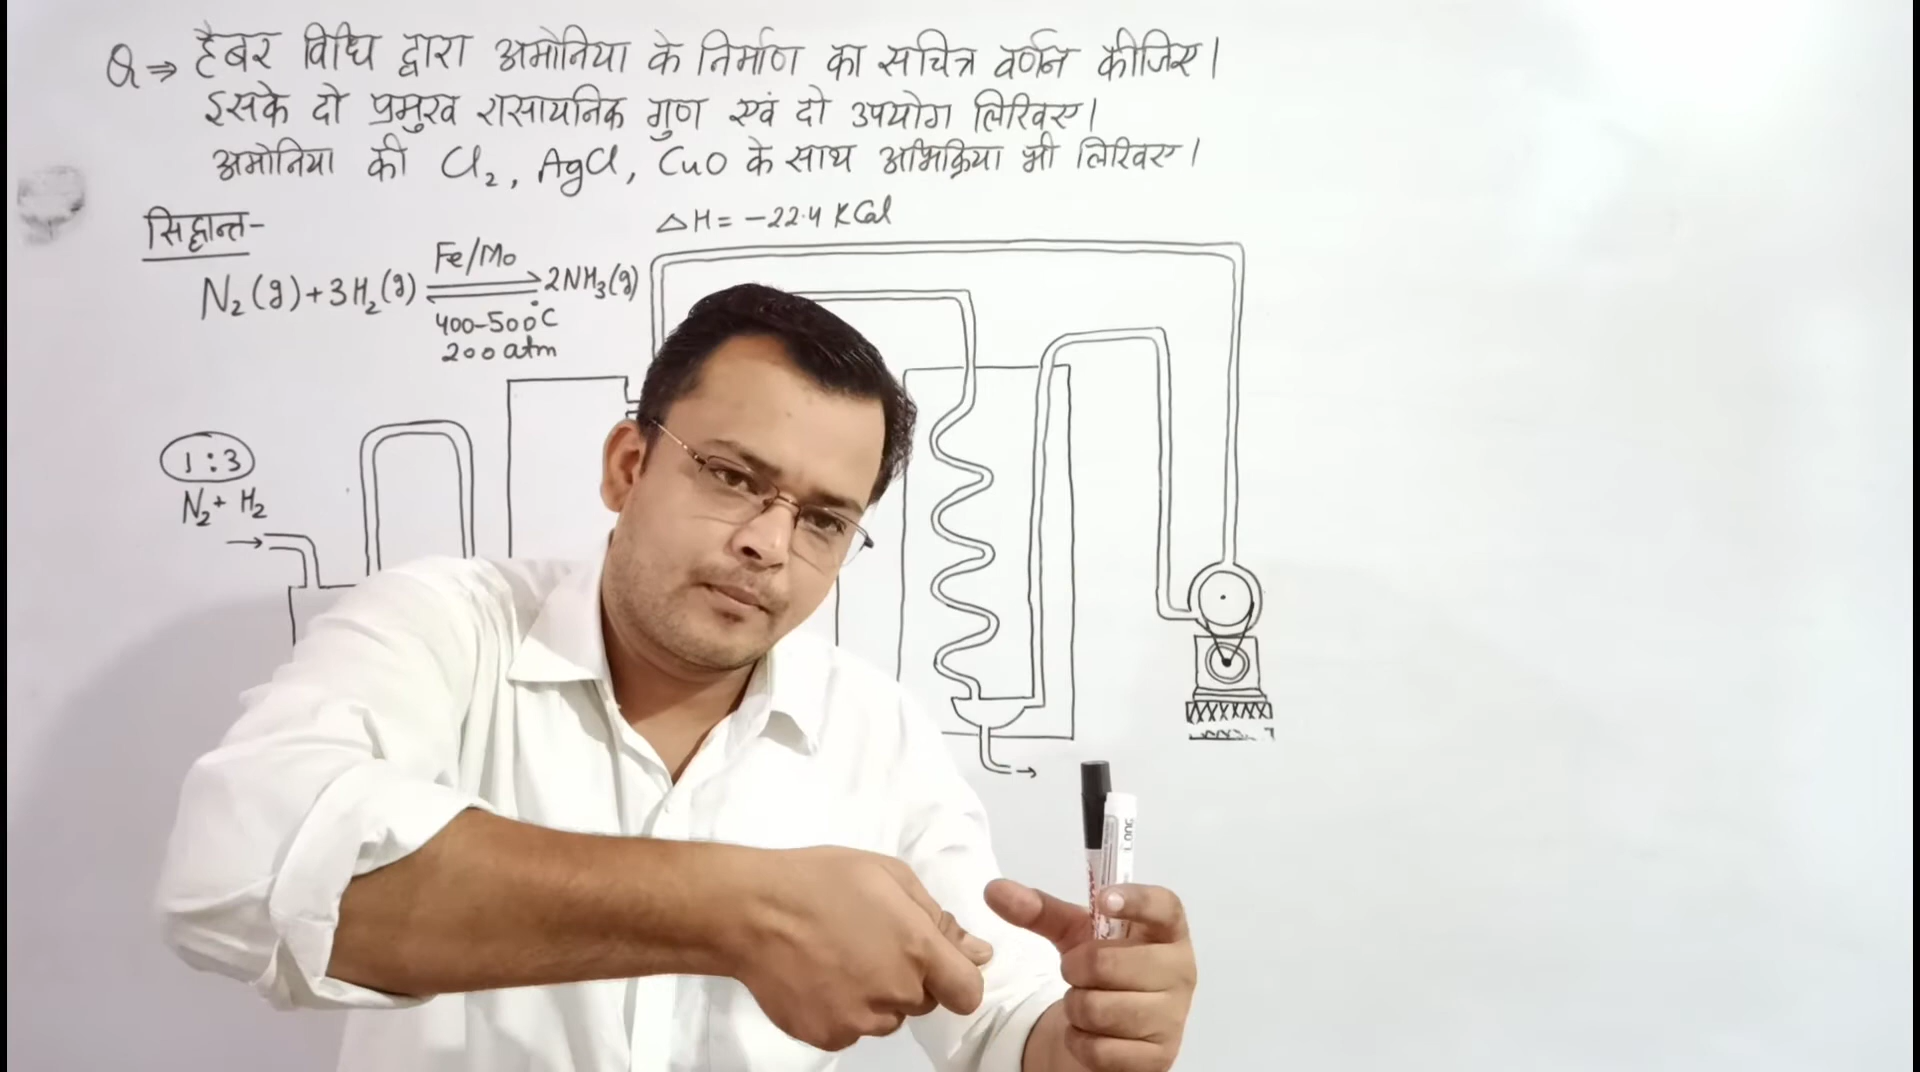 Q ⇒ हैबर विधि द्वारा अमोनिया के निर्माण का सचित्र वर्णन कीजिए।
इसके दो प्रमुख रासायनिक गुण एवं दो उपयोग लिखिए।
अमोनिया की Cl₂, AgCl, CuO के साथ अभिक्रिया भी लिखिए।
सिद्धान्त-
ΔH = -22.4 KCal
Fe/Mo
N₂(g)+3H₂(g) ⇌ 2NH₃(g)
400-500°C
200 atm
1:3
N₂+ H₂